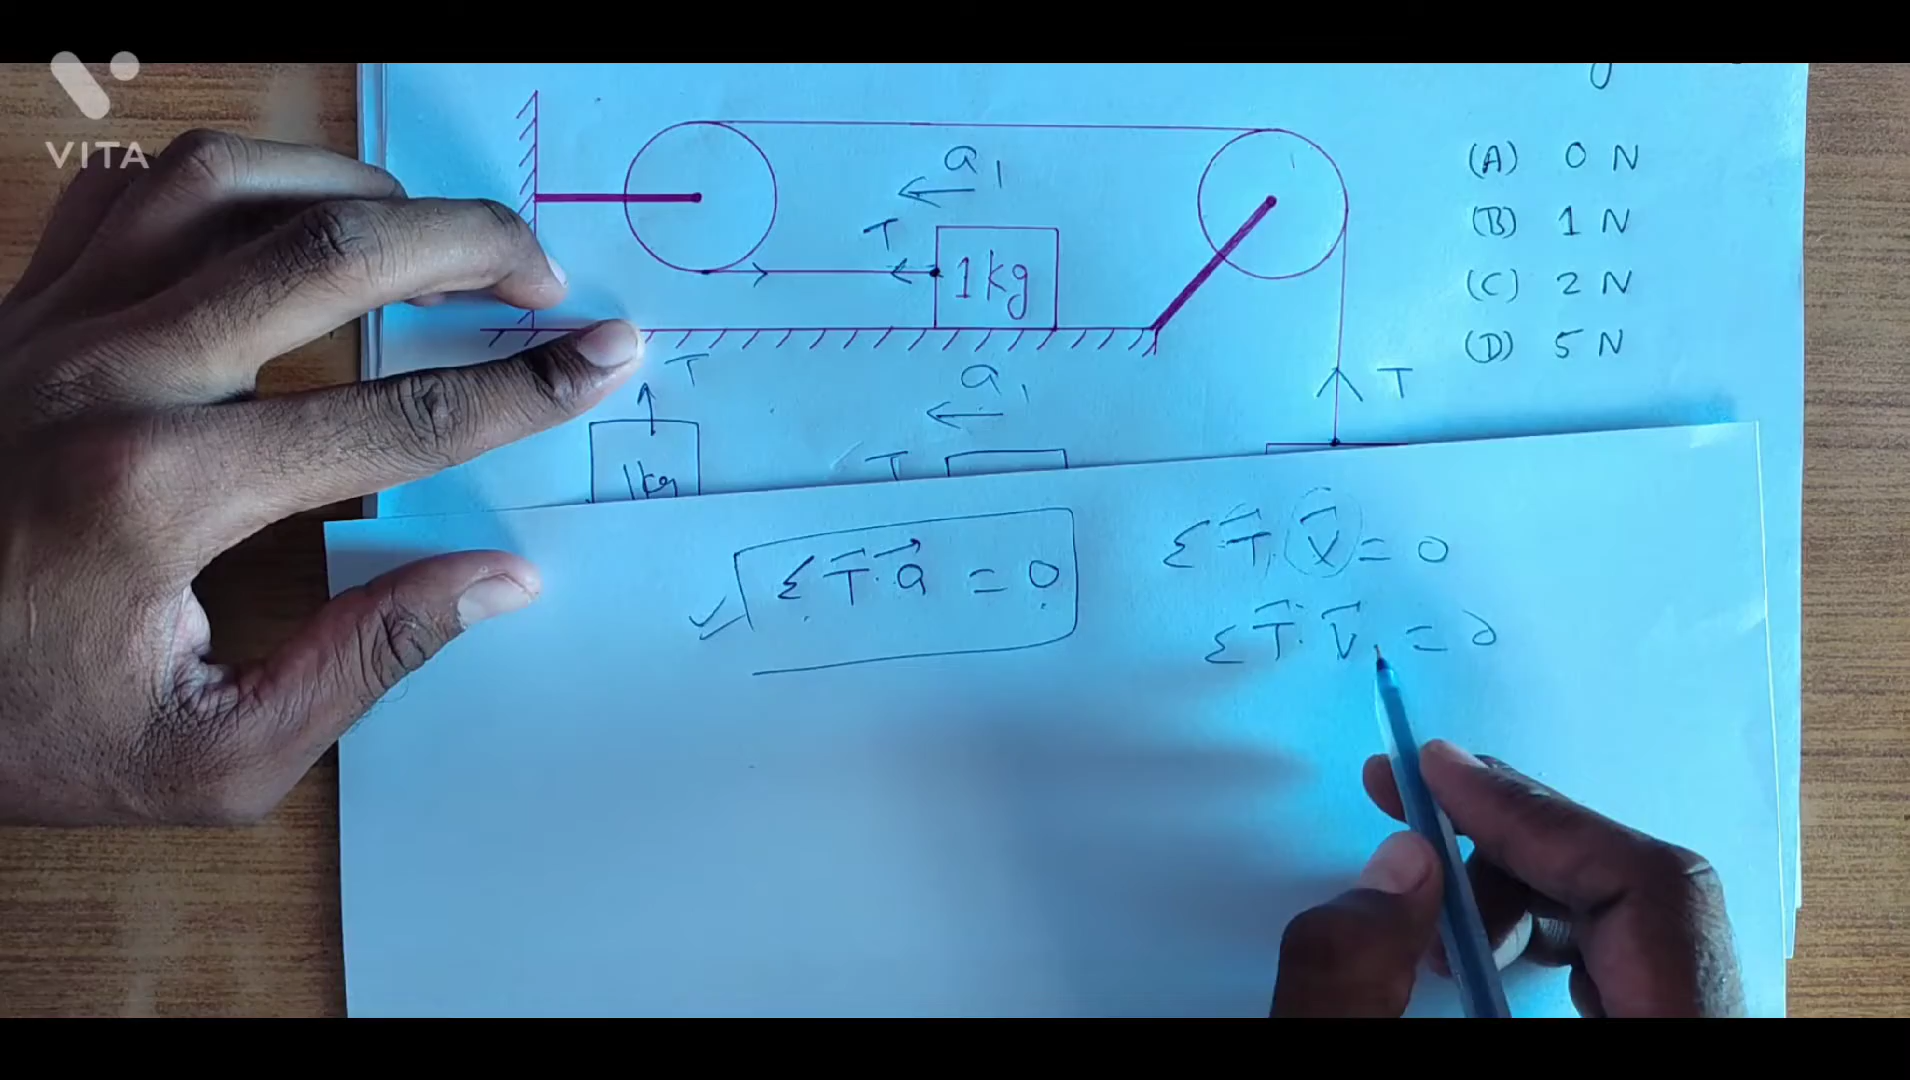 VITA
(A) 0 N
(B) 1 N
(C) 2 N
(D) 5 N
a₁
T
1kg
T
a₁
T
1kg
T
Σ T⃗.a⃗ = 0
Σ T⃗.V⃗ = 0
Σ T⃗.V⃗ = 0